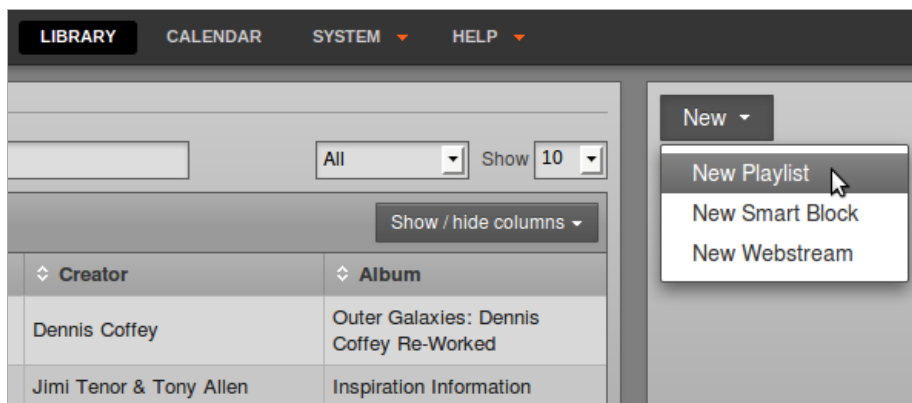 LIBRARY CALENDAR SYSTEM HELP
All Show 10
Show / hide columns
Creator Album
Dennis Coffey Outer Galaxies: Dennis
Coffey Re-Worked
Jimi Tenor & Tony Allen Inspiration Information
New
New Playlist
New Smart Block
New Webstream